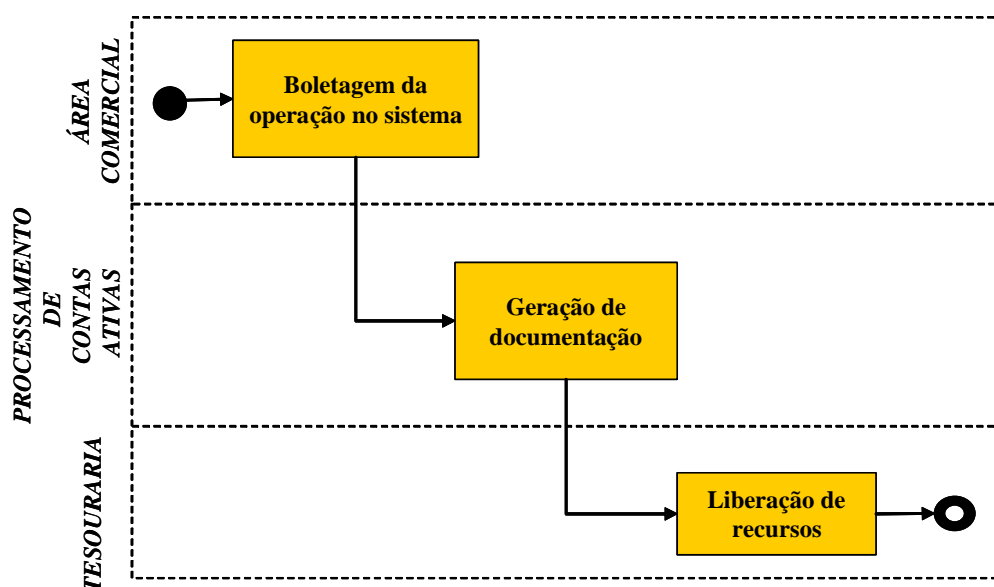 ÁREA
COMERCIAL
Boletagem da
operação no sistema
PROCESSAMENTO
DE
CONTAS
ATIVAS
Geração de
documentação
TESOURARIA
Liberação de
recursos